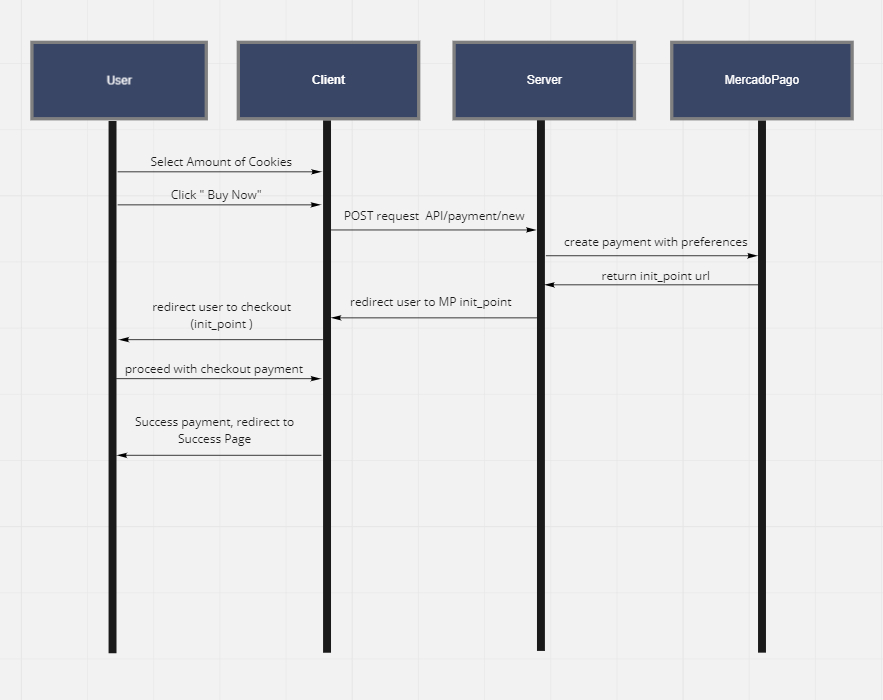 User
Client
Server
MercadoPago
Select Amount of Cookies
Click " Buy Now"
POST request  API/payment/new
create payment with preferences
return init_point url
redirect user to MP init_point
redirect user to checkout
(init_point )
proceed with checkout payment
Success payment, redirect to
Success Page